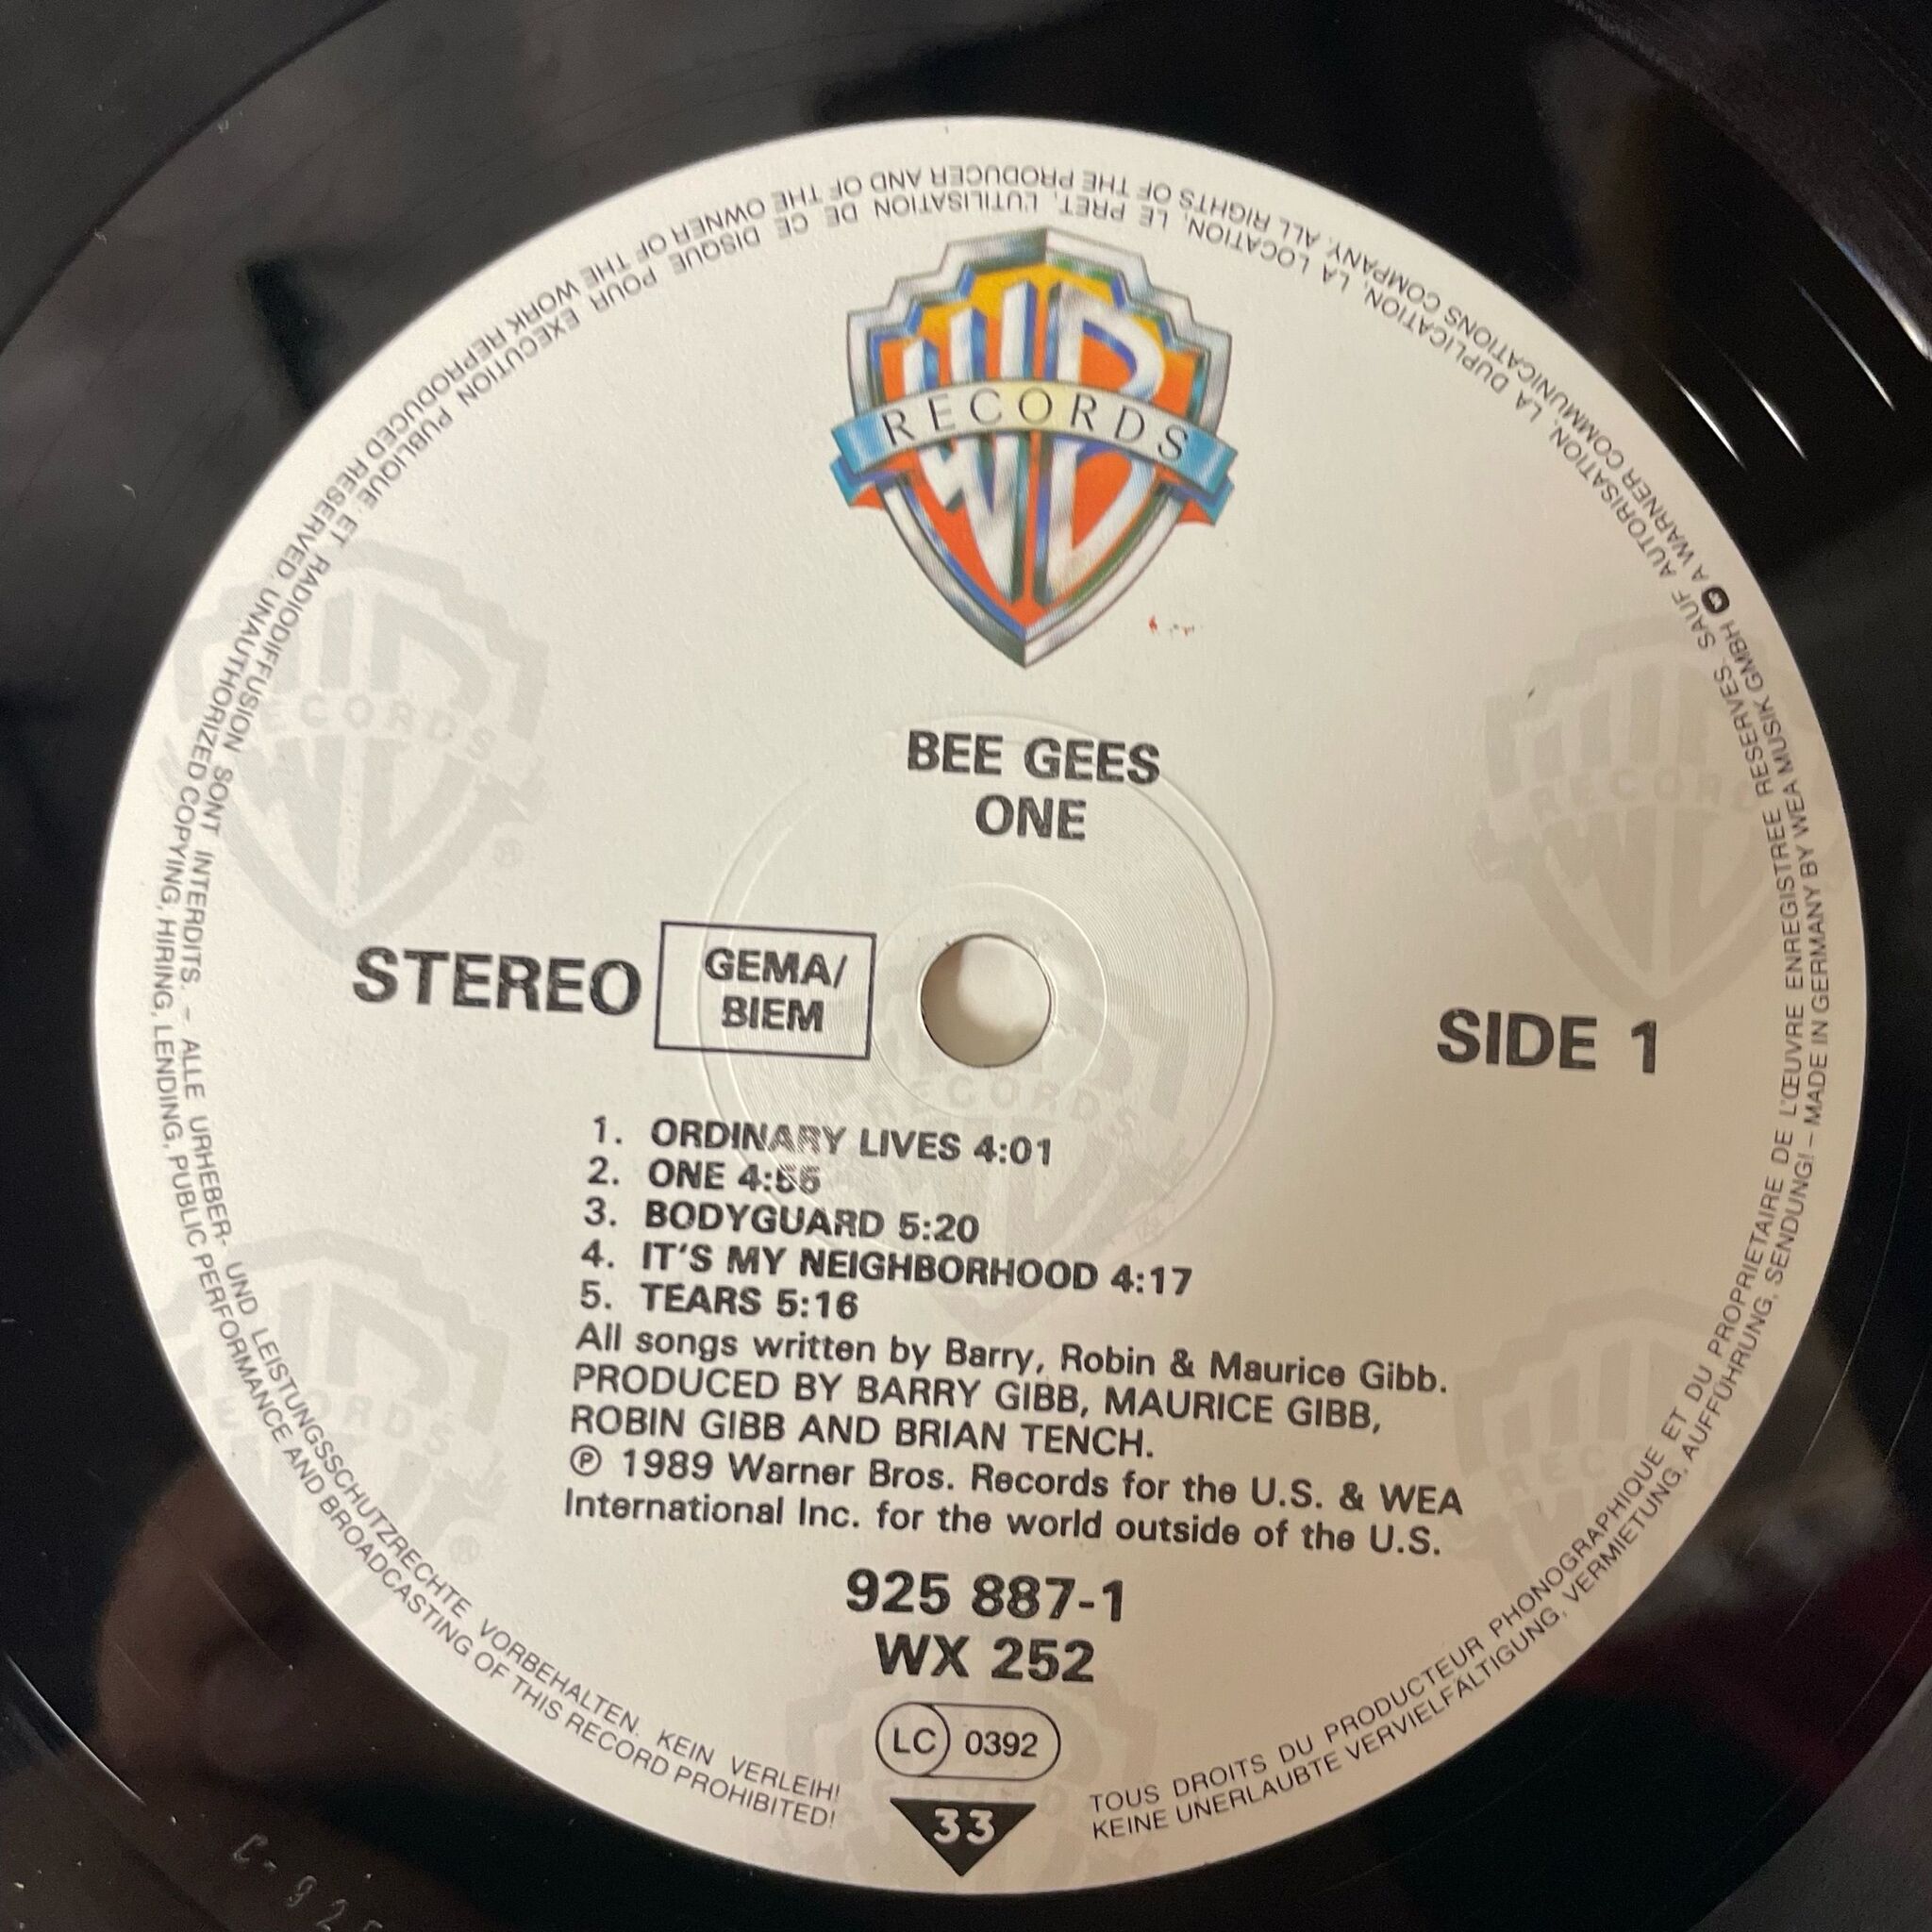 RECORDS
BEE GEES
ONE
STEREO
GEMA/
BIEM
SIDE 1
1. ORDINARY LIVES 4:01
2. ONE 4:55
3. BODYGUARD 5:20
4. IT'S MY NEIGHBORHOOD 4:17
5. TEARS 5:16
All songs written by Barry, Robin & Maurice Gibb.
PRODUCED BY BARRY GIBB, MAURICE GIBB,
ROBIN GIBB AND BRIAN TENCH.
℗ 1989 Warner Bros. Records for the U.S. & WEA
International Inc. for the world outside of the U.S.
925 887-1
WX 252
LC 0392
33
TOUS DROITS DU PRODUCTEUR PHONOGRAPHIQUE ET DU PROPRIETAIRE DE L'ŒUVRE ENREGISTREE RESERVES. SAUF AUTORISATION, LA DUPLICATION, LA LOCATION, LE PRET, L'UTILISATION DE CE DISQUE POUR EXECUTION PUBLIQUE ET RADIODIFFUSION SONT INTERDITS. – ALLE URHEBER- UND LEISTUNGSSCHUTZRECHTE VORBEHALTEN. KEIN VERLEIH!
KEINE UNERLAUBTE VERVIELFÄLTIGUNG, VERMIETUNG, AUFFÜHRUNG, SENDUNG! – MADE IN GERMANY BY WEA MUSIK GMBH A WARNER COMMUNICATIONS COMPANY. ALL RIGHTS OF THE PRODUCER AND OF THE OWNER OF THE WORK REPRODUCED RESERVED. UNAUTHORIZED COPYING, HIRING, LENDING, PUBLIC PERFORMANCE AND BROADCASTING OF THIS RECORD PROHIBITED!